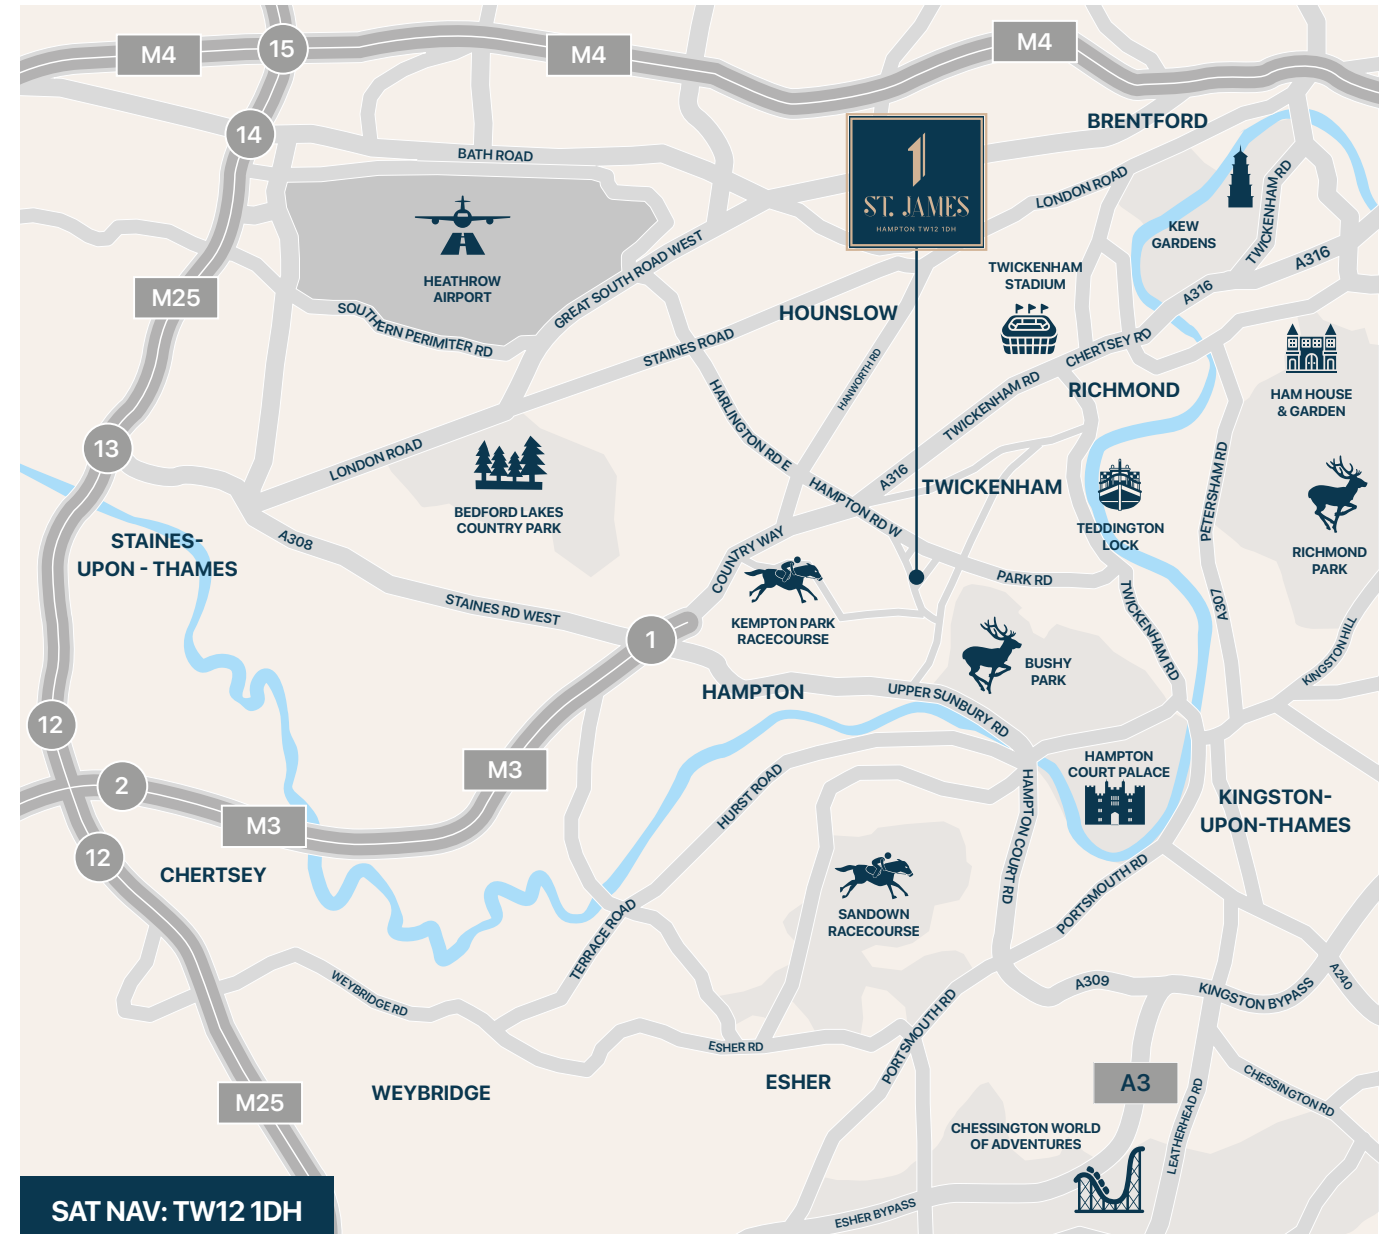 M4
15
M4
M4
14
BRENTFORD
BATH ROAD
1
ST. JAMES
HAMPTON TW12 1DH
LONDON ROAD
TWICKENHAM RD
KEW
GARDENS
A316
HEATHROW
AIRPORT
GREAT SOUTH ROAD WEST
TWICKENHAM
STADIUM
A316
M25
SOUTHERN PERIMITER RD
HOUNSLOW
STAINES ROAD
CHERTSEY RD
HANWORTH RD
RICHMOND
HAM HOUSE
& GARDEN
TWICKENHAM RD
HARLINGTON RD E
13
LONDON ROAD
A316
TWICKENHAM
PETERSHAM RD
HAMPTON RD W
BEDFORD LAKES
COUNTRY PARK
TEDDINGTON
LOCK
STAINES-
UPON - THAMES
A308
COUNTRY WAY
RICHMOND
PARK
PARK RD
STAINES RD WEST
KEMPTON PARK
RACECOURSE
1
TWICKENHAM RD
A307
KINGSTON HILL
BUSHY
PARK
HAMPTON
UPPER SUNBURY RD
12
M3
HAMPTON
COURT PALACE
2
HURST ROAD
HAMPTON COURT RD
KINGSTON-
UPON-THAMES
M3
12
CHERTSEY
PORTSMOUTH RD
SANDOWN
RACECOURSE
TERRACE ROAD
WEYBRIDGE RD
A309
KINGSTON BYPASS
A240
PORTSMOUTH RD
ESHER RD
ESHER
WEYBRIDGE
A3
CHESSINGTON RD
M25
LEATHERHEAD RD
CHESSINGTON WORLD
OF ADVENTURES
ESHER BYPASS
SAT NAV: TW12 1DH